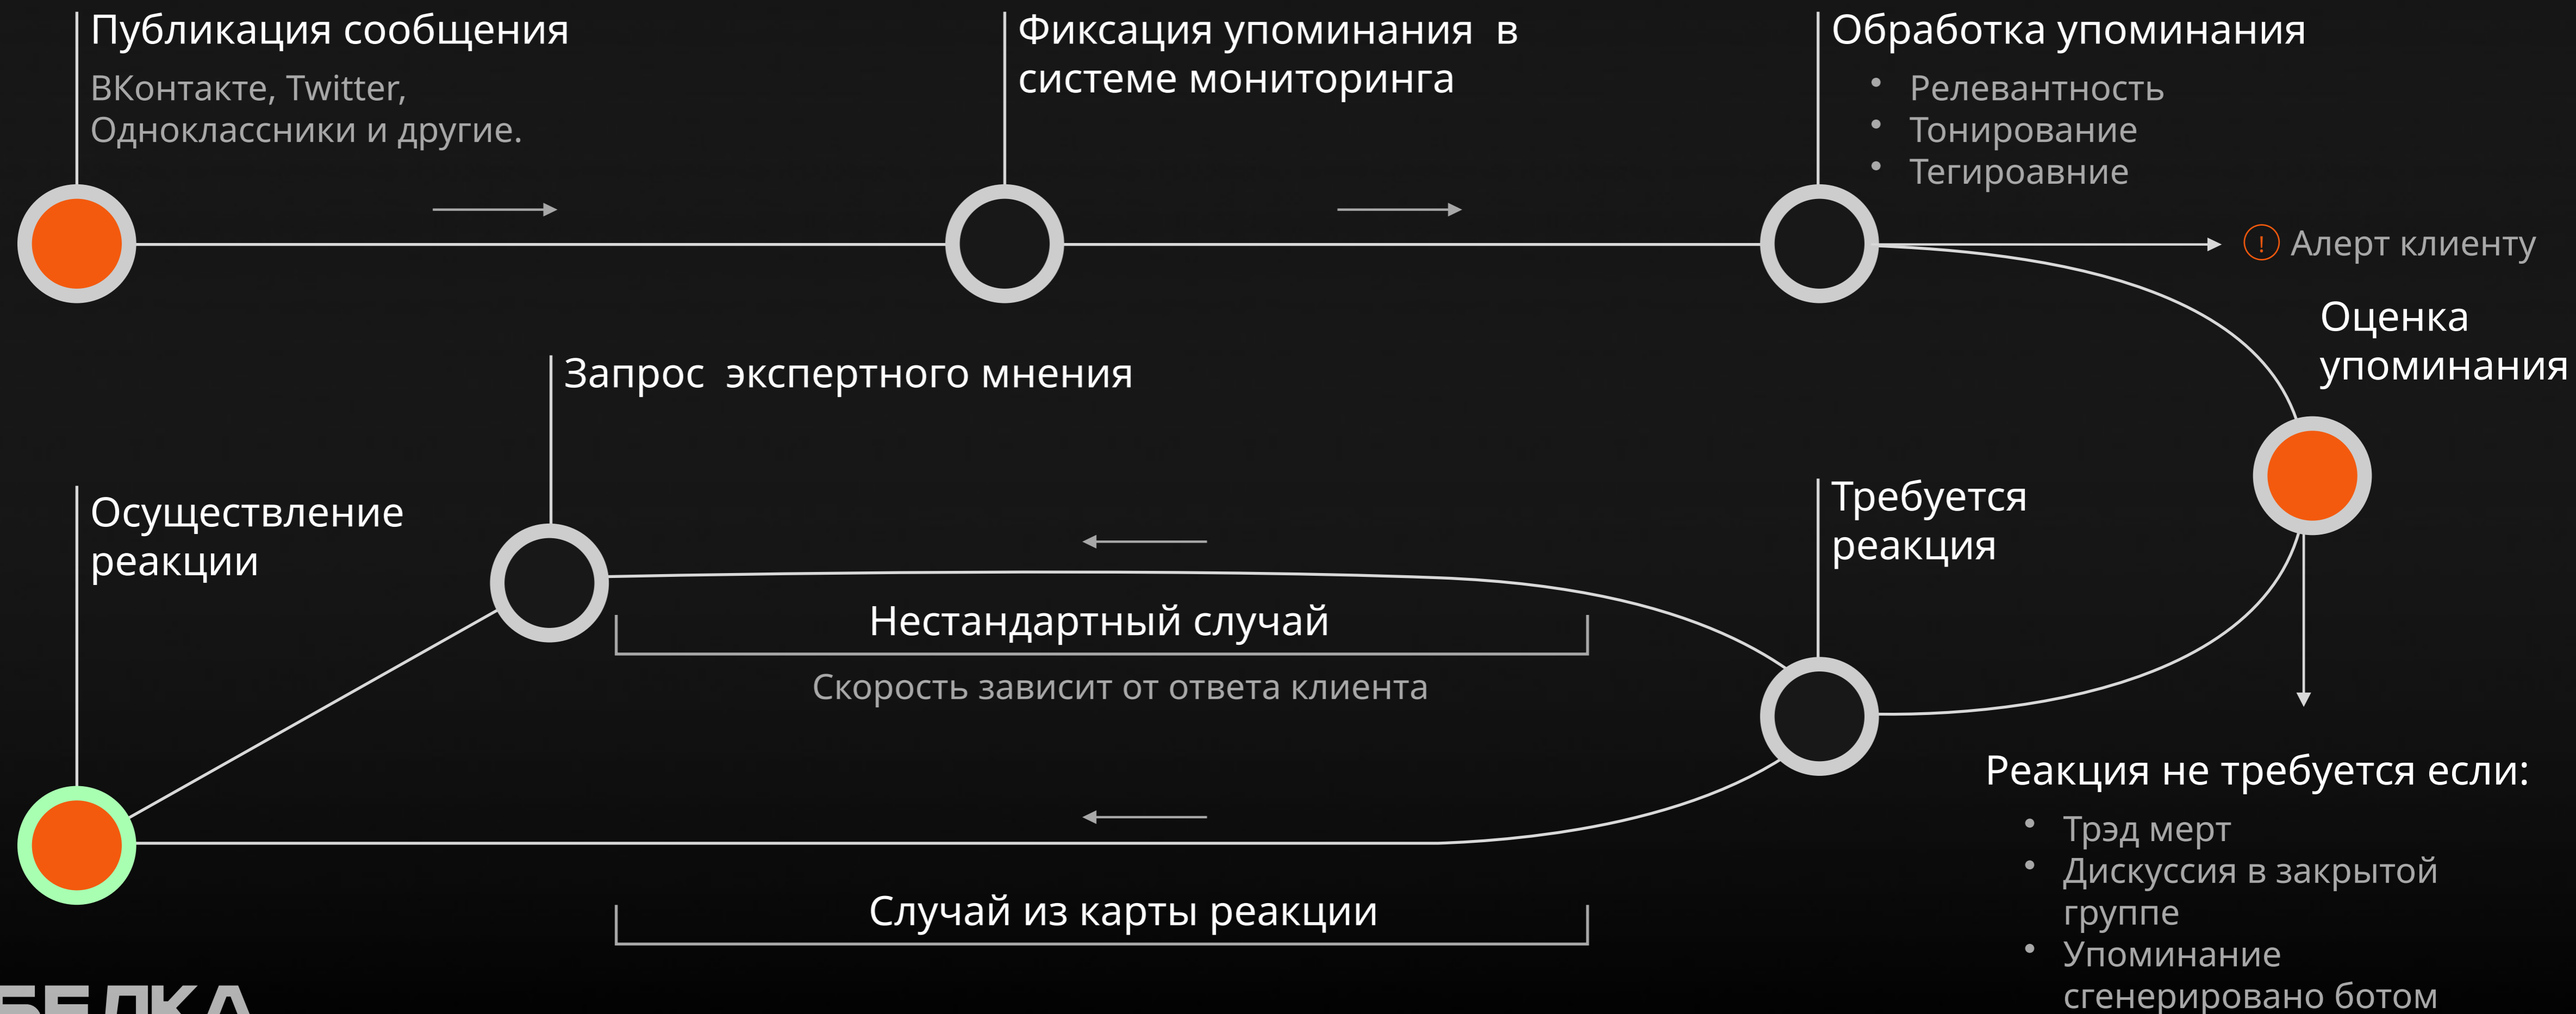 Публикация сообщения
ВКонтакте, Twitter,
Одноклассники и другие.
Фиксация упоминания в
системе мониторинга
Обработка упоминания
• Релевантность
• Тонирование
• Тегироавние
! Алерт клиенту
Оценка
упоминания
Запрос экспертного мнения
Осуществление
реакции
Требуется
реакция
Нестандартный случай
Скорость зависит от ответа клиента
Случай из карты реакции
Реакция не требуется если:
• Трэд мерт
• Дискуссия в закрытой
группе
• Упоминание
сгенерировано ботом
БЕЛКА